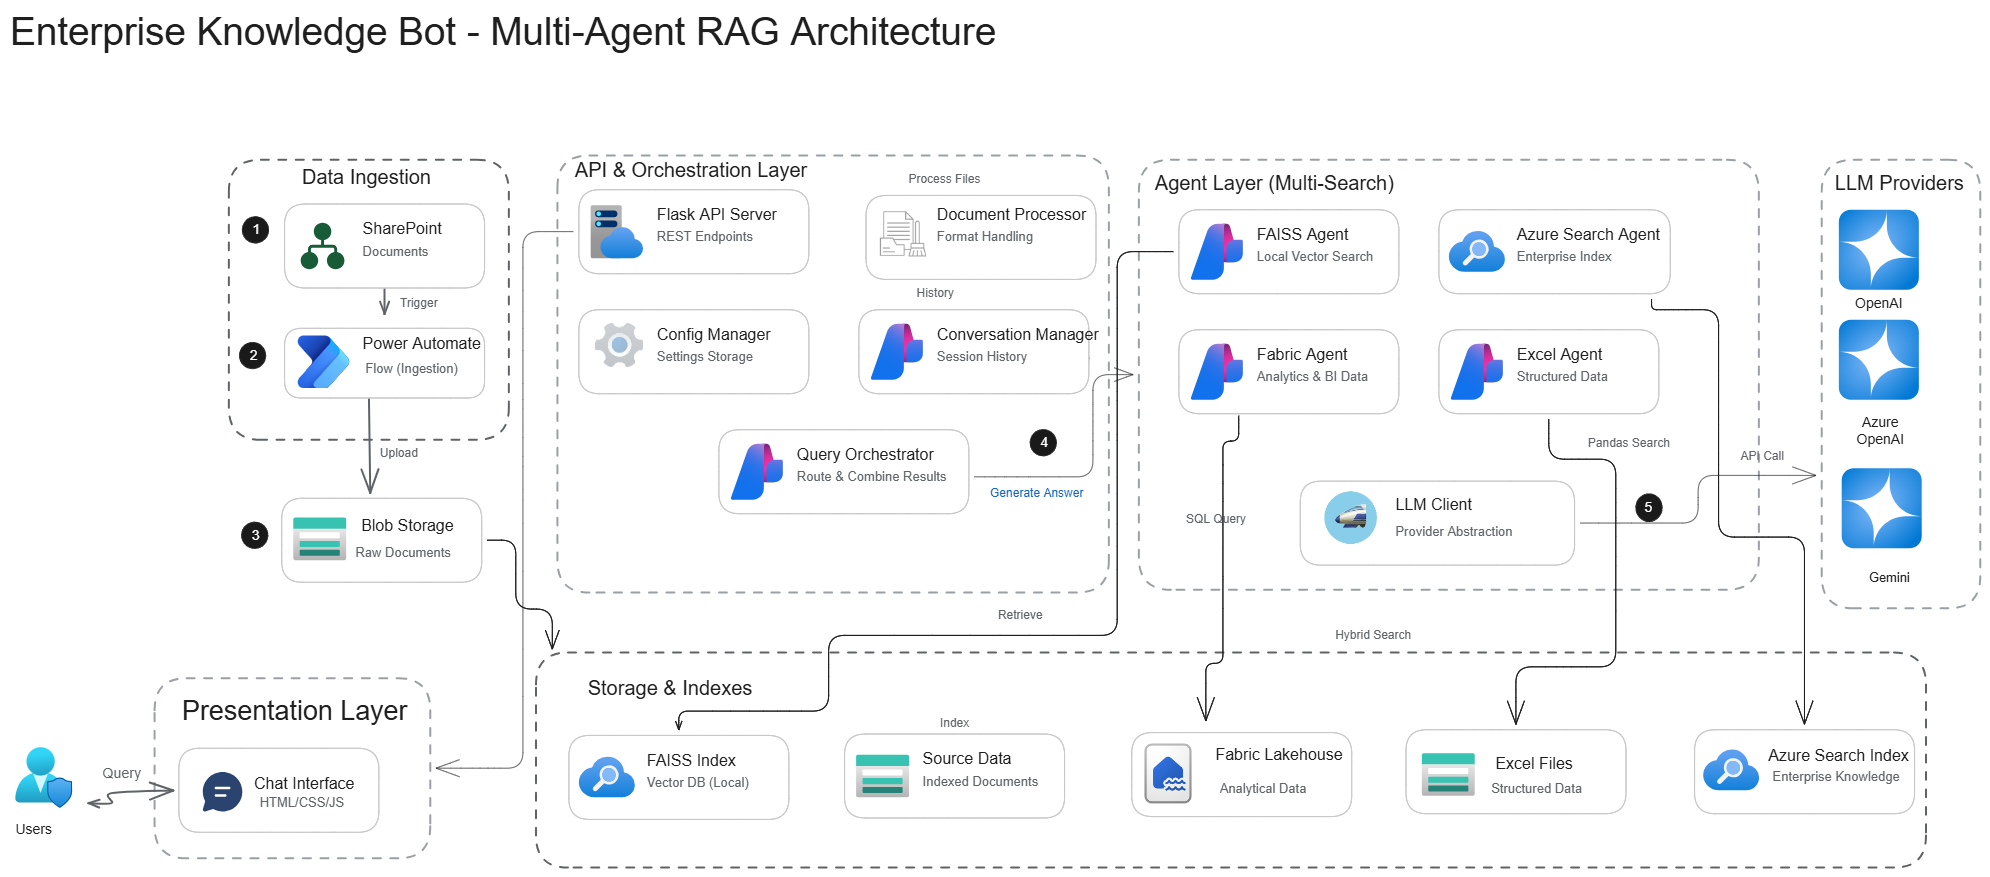 Enterprise Knowledge Bot - Multi-Agent RAG Architecture
Data Ingestion
1
SharePoint
Documents
Trigger
2
Power Automate
Flow (Ingestion)
Upload
3
Blob Storage
Raw Documents
API & Orchestration Layer
Process Files
Flask API Server
REST Endpoints
Document Processor
Format Handling
History
Config Manager
Settings Storage
Conversation Manager
Session History
Query Orchestrator
Route & Combine Results
4
Generate Answer
Agent Layer (Multi-Search)
FAISS Agent
Local Vector Search
Azure Search Agent
Enterprise Index
Fabric Agent
Analytics & BI Data
Excel Agent
Structured Data
Pandas Search
SQL Query
LLM Client
Provider Abstraction
5
API Call
LLM Providers
OpenAI
Azure
OpenAI
Gemini
Retrieve
Hybrid Search
Presentation Layer
Users
Query
Chat Interface
HTML/CSS/JS
Storage & Indexes
FAISS Index
Vector DB (Local)
Index
Source Data
Indexed Documents
Fabric Lakehouse
Analytical Data
Excel Files
Structured Data
Azure Search Index
Enterprise Knowledge